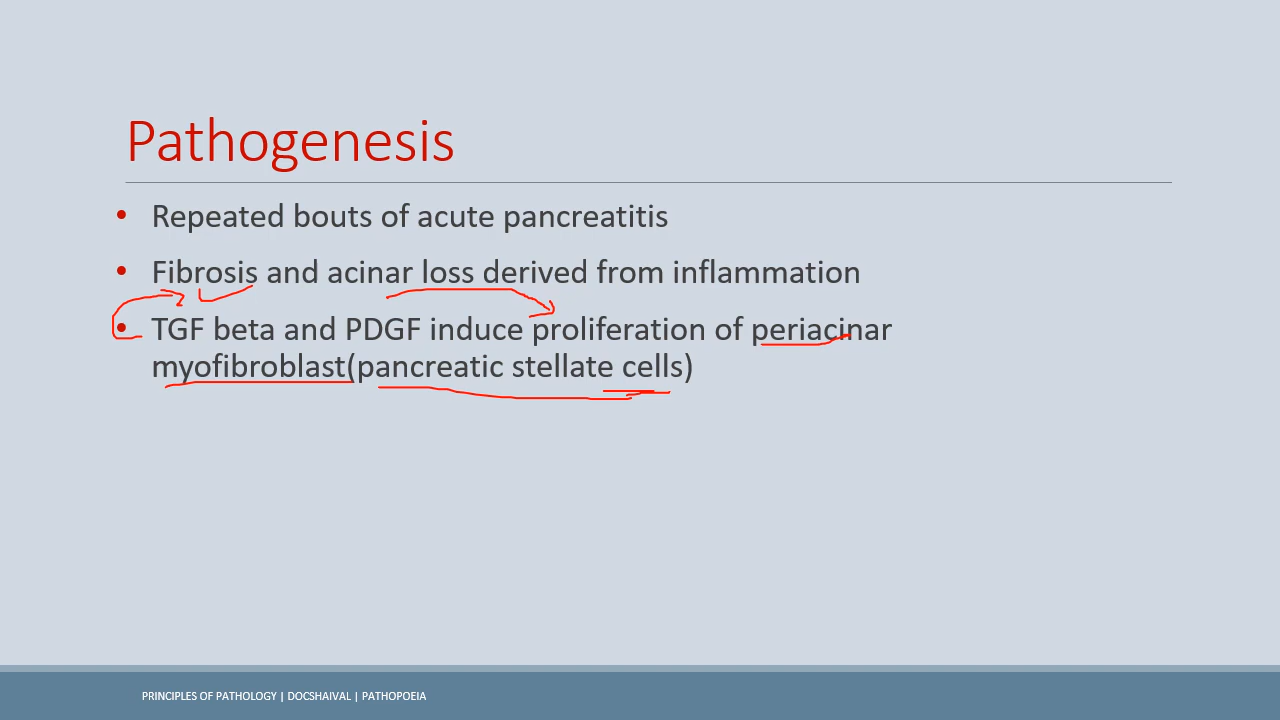 Pathogenesis
• Repeated bouts of acute pancreatitis
• Fibrosis and acinar loss derived from inflammation
• TGF beta and PDGF induce proliferation of periacinar
myofibroblast(pancreatic stellate cells)
PRINCIPLES OF PATHOLOGY | DOCSHAIVAL | PATHOPOEIA